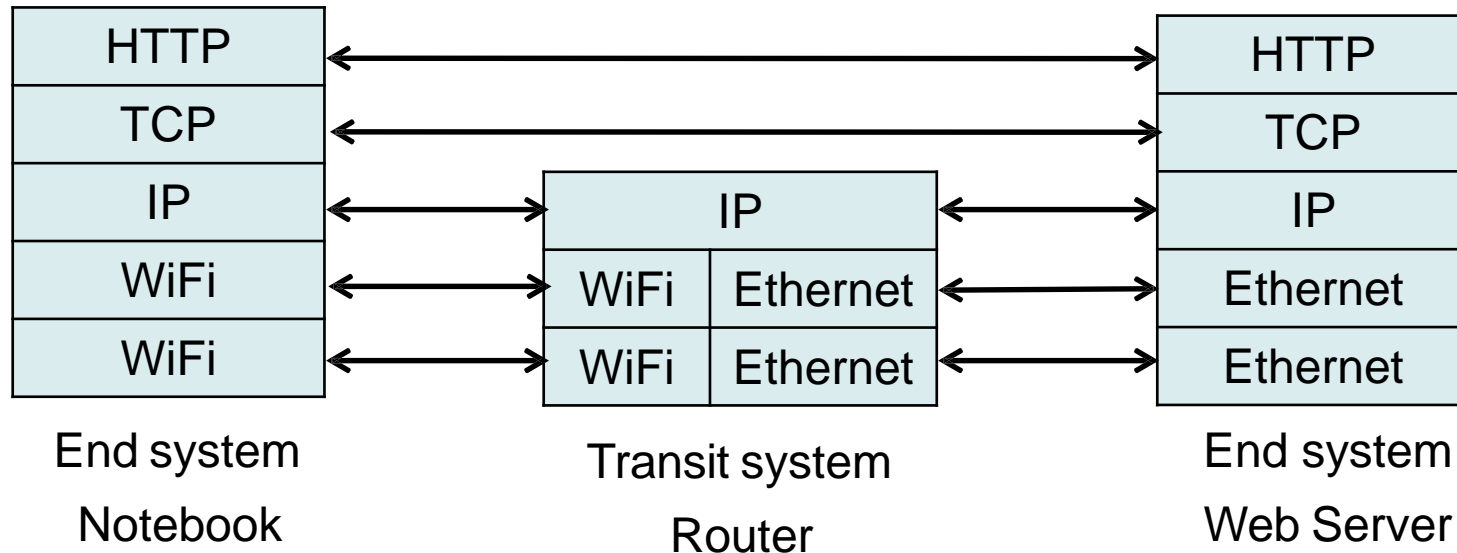 HTTP
TCP
IP
WiFi
WiFi
End system
Notebook
IP
WiFi Ethernet
WiFi Ethernet
Transit system
Router
HTTP
TCP
IP
Ethernet
Ethernet
End system
Web Server